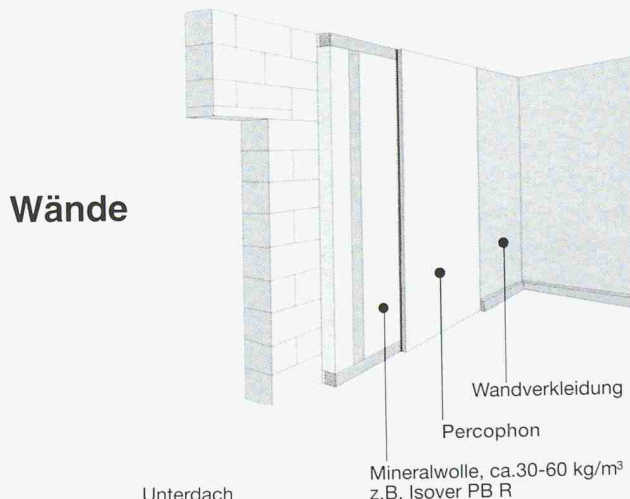 Wände
Wandverkleidung
Percophon
Mineralwolle, ca.30-60 kg/m³
z.B. Isover PB R
Unterdach